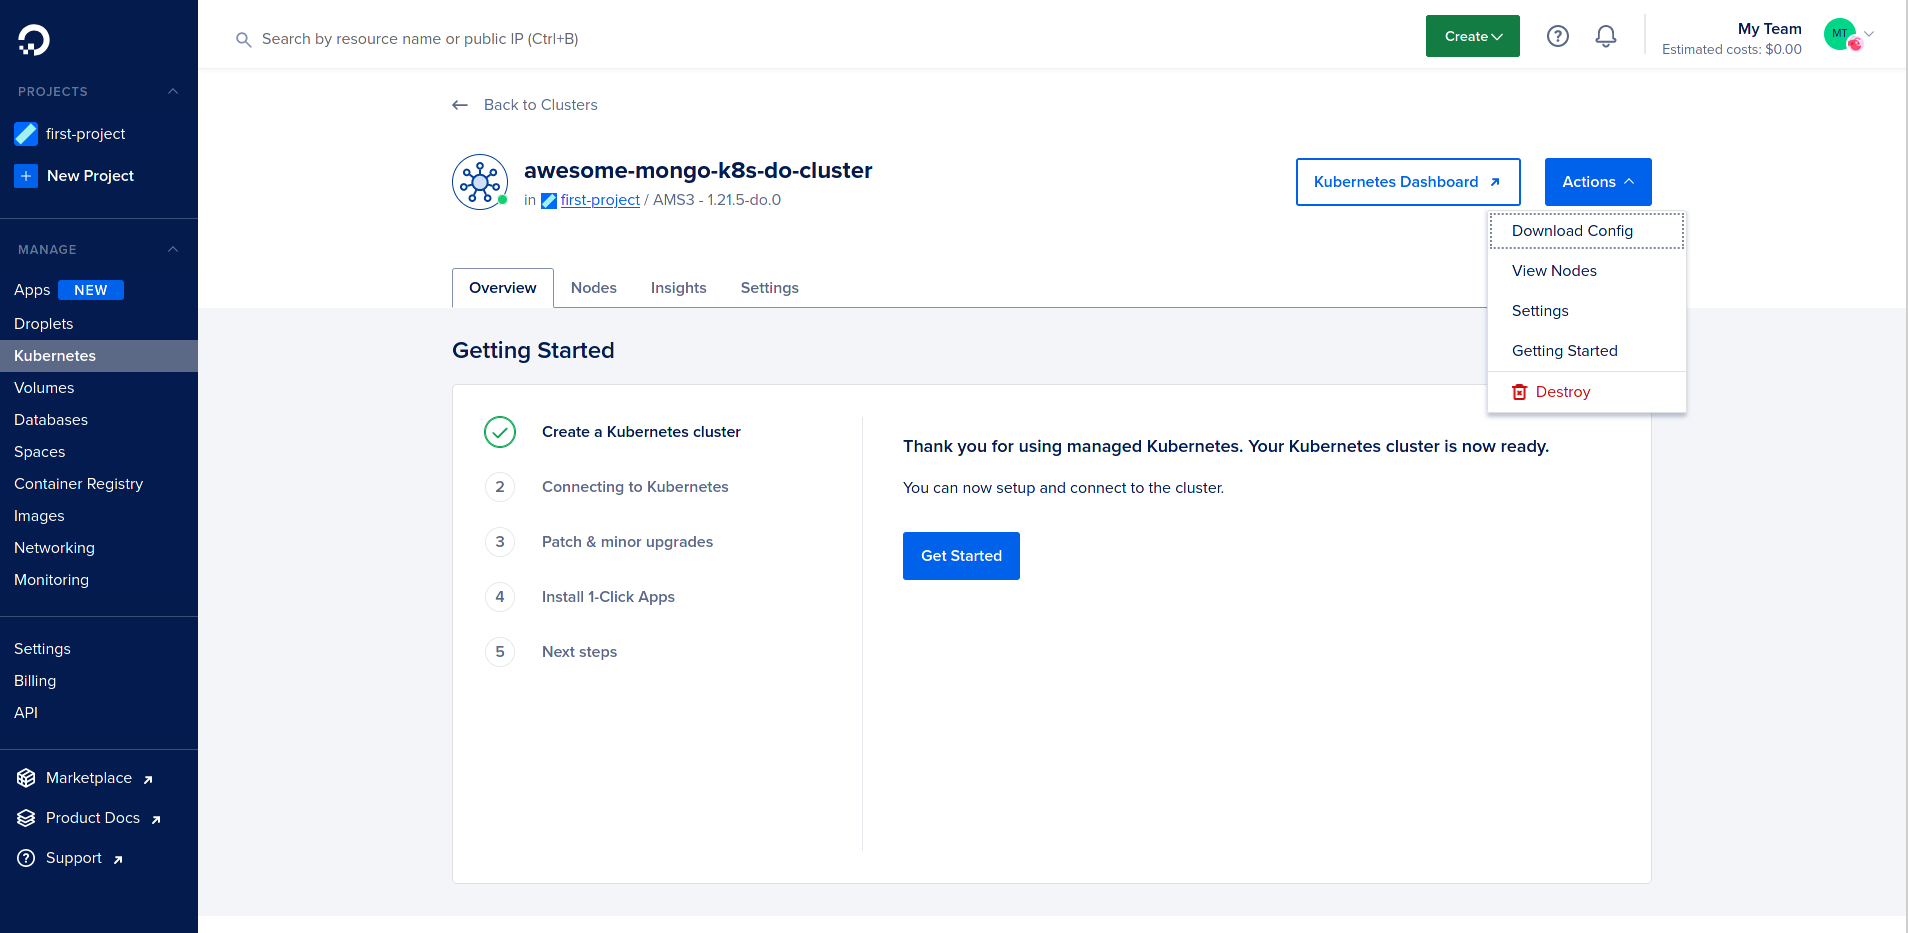 PROJECTS
first-project
+ New Project
MANAGE
Apps NEW
Droplets
Kubernetes
Volumes
Databases
Spaces
Container Registry
Images
Networking
Monitoring
Settings
Billing
API
Marketplace
Product Docs
Support
Search by resource name or public IP (Ctrl+B)
Create
My Team
Estimated costs: $0.00
MT
Back to Clusters
awesome-mongo-k8s-do-cluster
in first-project / AMS3 - 1.21.5-do.0
Kubernetes Dashboard
Actions
Download Config
View Nodes
Settings
Getting Started
Destroy
Overview Nodes Insights Settings
Getting Started
Create a Kubernetes cluster
2 Connecting to Kubernetes
3 Patch & minor upgrades
4 Install 1-Click Apps
5 Next steps
Thank you for using managed Kubernetes. Your Kubernetes cluster is now ready.
You can now setup and connect to the cluster.
Get Started